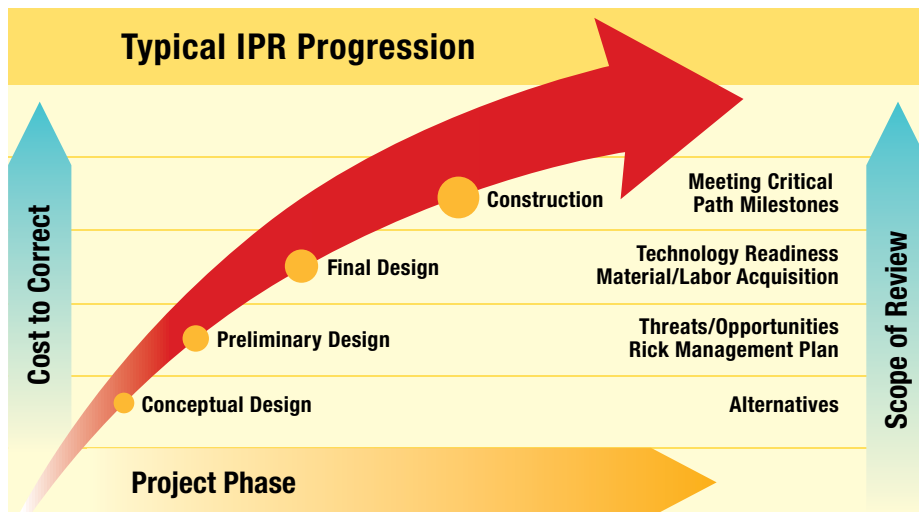 Typical IPR Progression
Cost to Correct
Scope of Review
Construction
Meeting Critical
Path Milestones
Final Design
Technology Readiness
Material/Labor Acquisition
Preliminary Design
Threats/Opportunities
Rick Management Plan
Conceptual Design
Alternatives
Project Phase